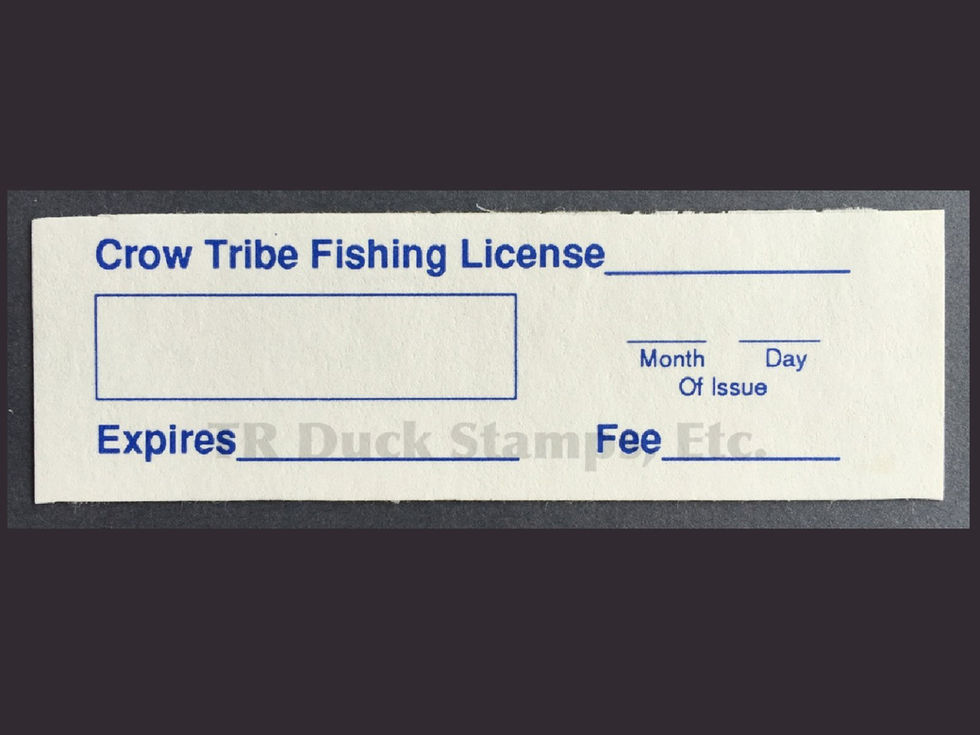 Crow Tribe Fishing License
Month Day
Of Issue
Expires Fee
TR Duck Stamps, Etc.